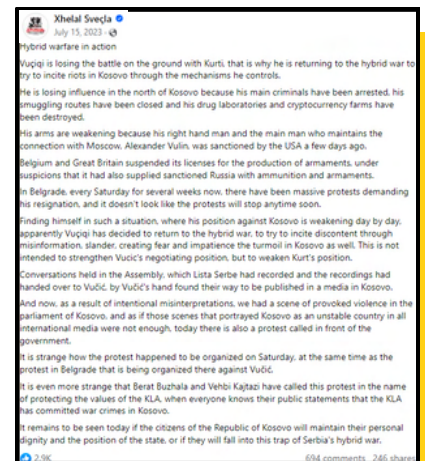 Xhelal Sveçla
July 15, 2023 ·
Hybrid warfare in action
Vuçiqi is losing the battle on the ground with Kurti, that is why he is returning to the hybrid war to
try to incite riots in Kosovo through the mechanisms he controls.
He is losing influence in the north of Kosovo because his main criminals have been arrested, his
smuggling routes have been closed and his drug laboratories and cryptocurrency farms have
been destroyed.
His arms are weakening because his right hand man and the main man who maintains the
connection with Moscow, Alexander Vulin, was sanctioned by the USA a few days ago.
Belgium and Great Britain suspended its licenses for the production of armaments, under
suspicions that it had also supplied sanctioned Russia with ammunition and armaments.
In Belgrade, every Saturday for several weeks now, there have been massive protests demanding
his resignation, and it doesn't look like the protests will stop anytime soon.
Finding himself in such a situation, where his position against Kosovo is weakening day by day,
apparently Vuçiqi has decided to return to the hybrid war, to try to incite discontent through
misinformation, slander, creating fear and impatience the turmoil in Kosovo as well. This is not
intended to strengthen Vucic's negotiating position, but to weaken Kurt's position.
Conversations held in the Assembly, which Lista Serbe had recorded and the recordings had
handed over to Vučić, by Vučić's hand found their way to be published in a media in Kosovo.
And now, as a result of intentional misinterpretations, we had a scene of provoked violence in the
parliament of Kosovo, and as if those scenes that portrayed Kosovo as an unstable country in all
international media were not enough, today there is also a protest called in front of the
government.
It is strange how the protest happened to be organized on Saturday, at the same time as the
protest in Belgrade that is being organized there against Vučić.
It is even more strange that Berat Buzhala and Vehbi Kajtazi have called this protest in the name
of protecting the values of the KLA, when everyone knows their public statements that the KLA
has committed war crimes in Kosovo.
It remains to be seen today if the citizens of the Republic of Kosovo will maintain their personal
dignity and the position of the state, or if they will fall into this trap of Serbia's hybrid war.
2.9K 694 comments 246 shares